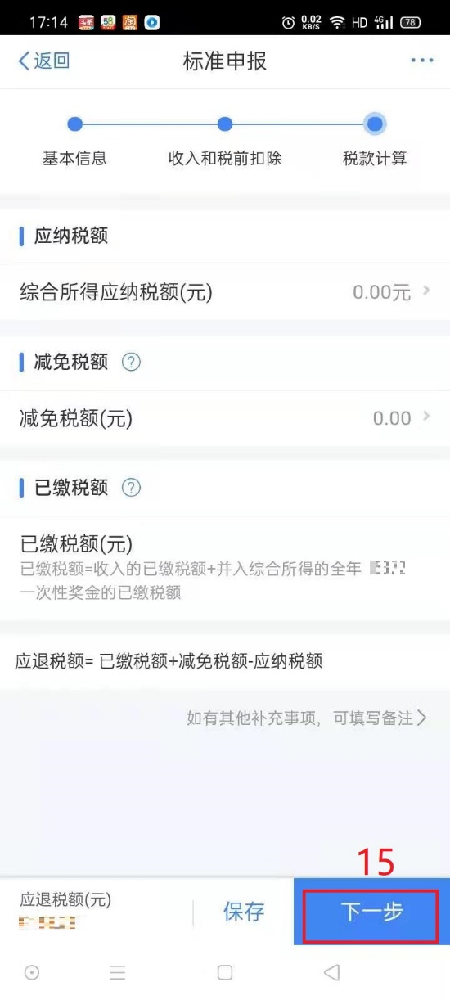 17:14
头条
58
淘
0.02
KB/S
HD
4G
78
返回
标准申报
基本信息
收入和税前扣除
税款计算
应纳税额
综合所得应纳税额(元)
0.00元
减免税额
减免税额(元)
0.00
已缴税额
已缴税额(元)
已缴税额=收入的已缴税额+并入综合所得的全年
一次性奖金的已缴税额
应退税额= 已缴税额+减免税额-应纳税额
如有其他补充事项，可填写备注
15
应退税额(元)
保存
下一步